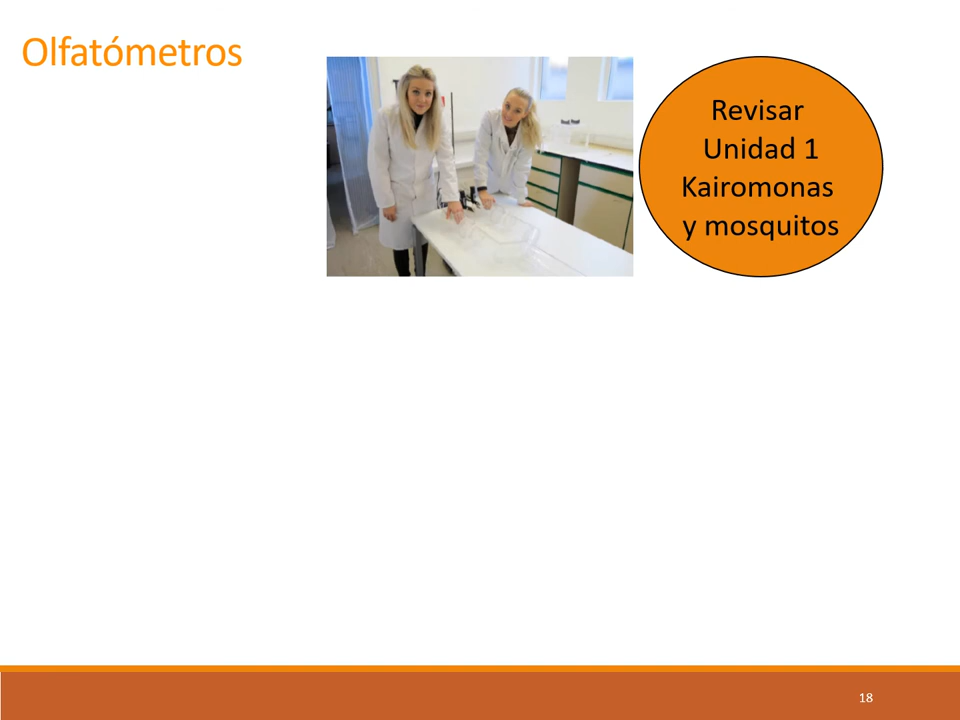 Olfatómetros
Revisar
Unidad 1
Kairomonas
y mosquitos
18